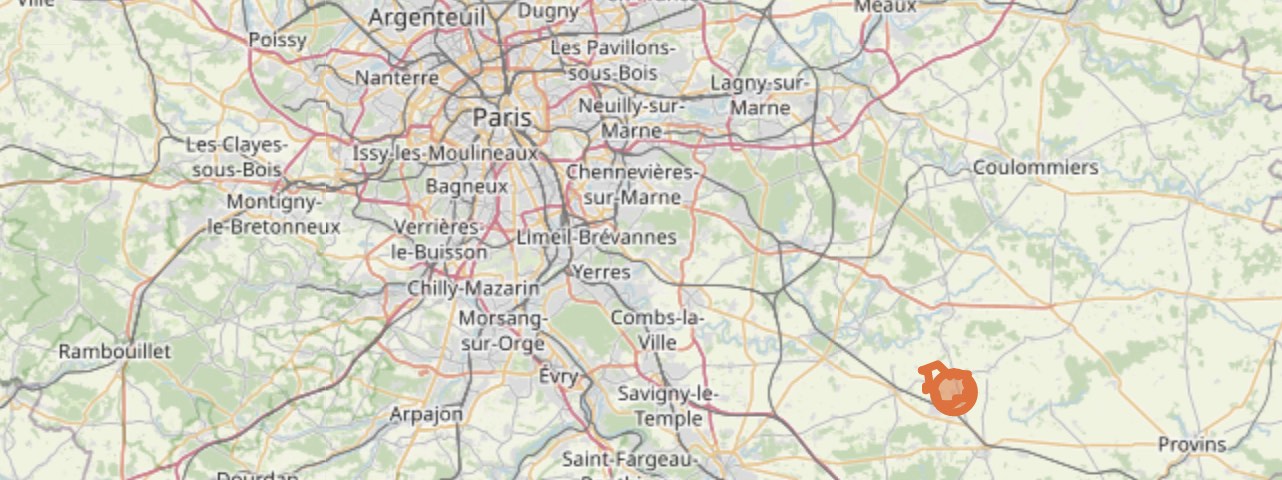 Argenteuil
Dugny
Meaux
Poissy
Les Pavillons-
sous-Bois
Nanterre
Lagny-sur-
Marne
Paris
Neuilly-sur-
Marne
Les Clayes-
sous-Bois
Issy-les-Moulineaux
Coulommiers
Chennevières-
sur-Marne
Bagneux
Montigny-
le-Bretonneux
Verrières-
le-Buisson
Limeil-Brévannes
Yerres
Chilly-Mazarin
Morsang-
sur-Orge
Combs-la-
Ville
Rambouillet
Évry
Savigny-le-
Temple
Arpajon
Provins
Saint-Fargeau-